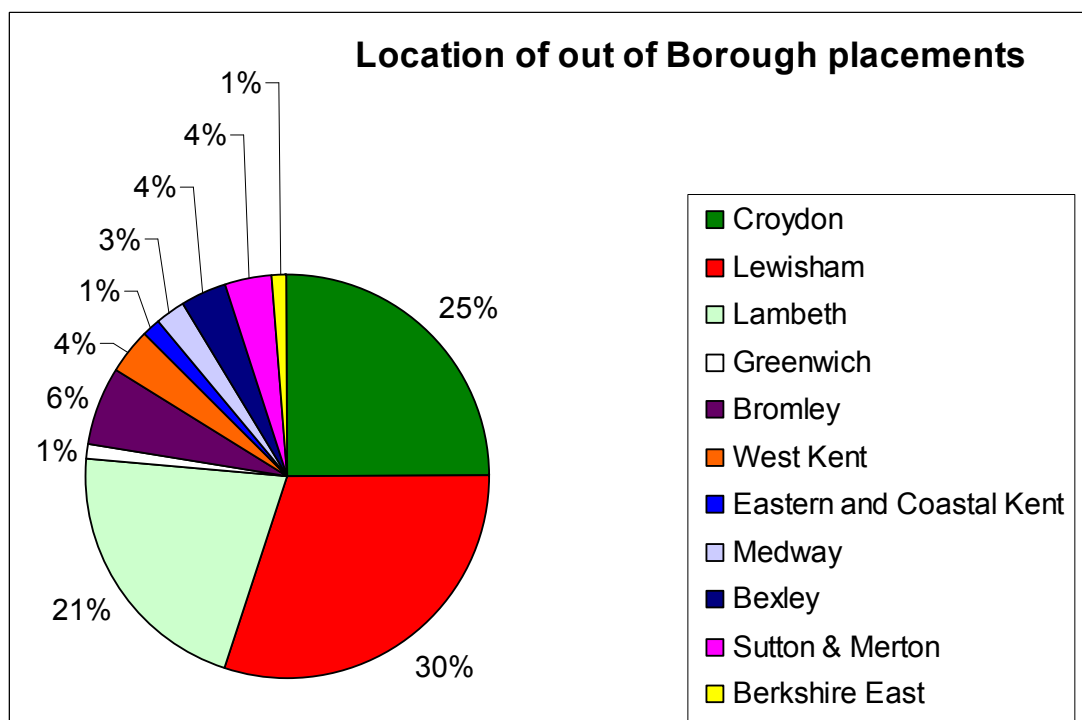 Location of out of Borough placements
1%
4%
4%
3%
1%
4%
6%
1%
21%
30%
25%
Croydon
Lewisham
Lambeth
Greenwich
Bromley
West Kent
Eastern and Coastal Kent
Medway
Bexley
Sutton & Merton
Berkshire East